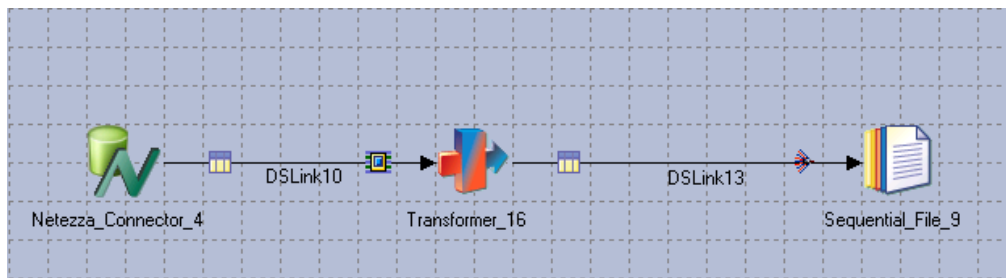 DSLink10
DSLink13
Netezza_Connector_4
Transformer_16
Sequential_File_9